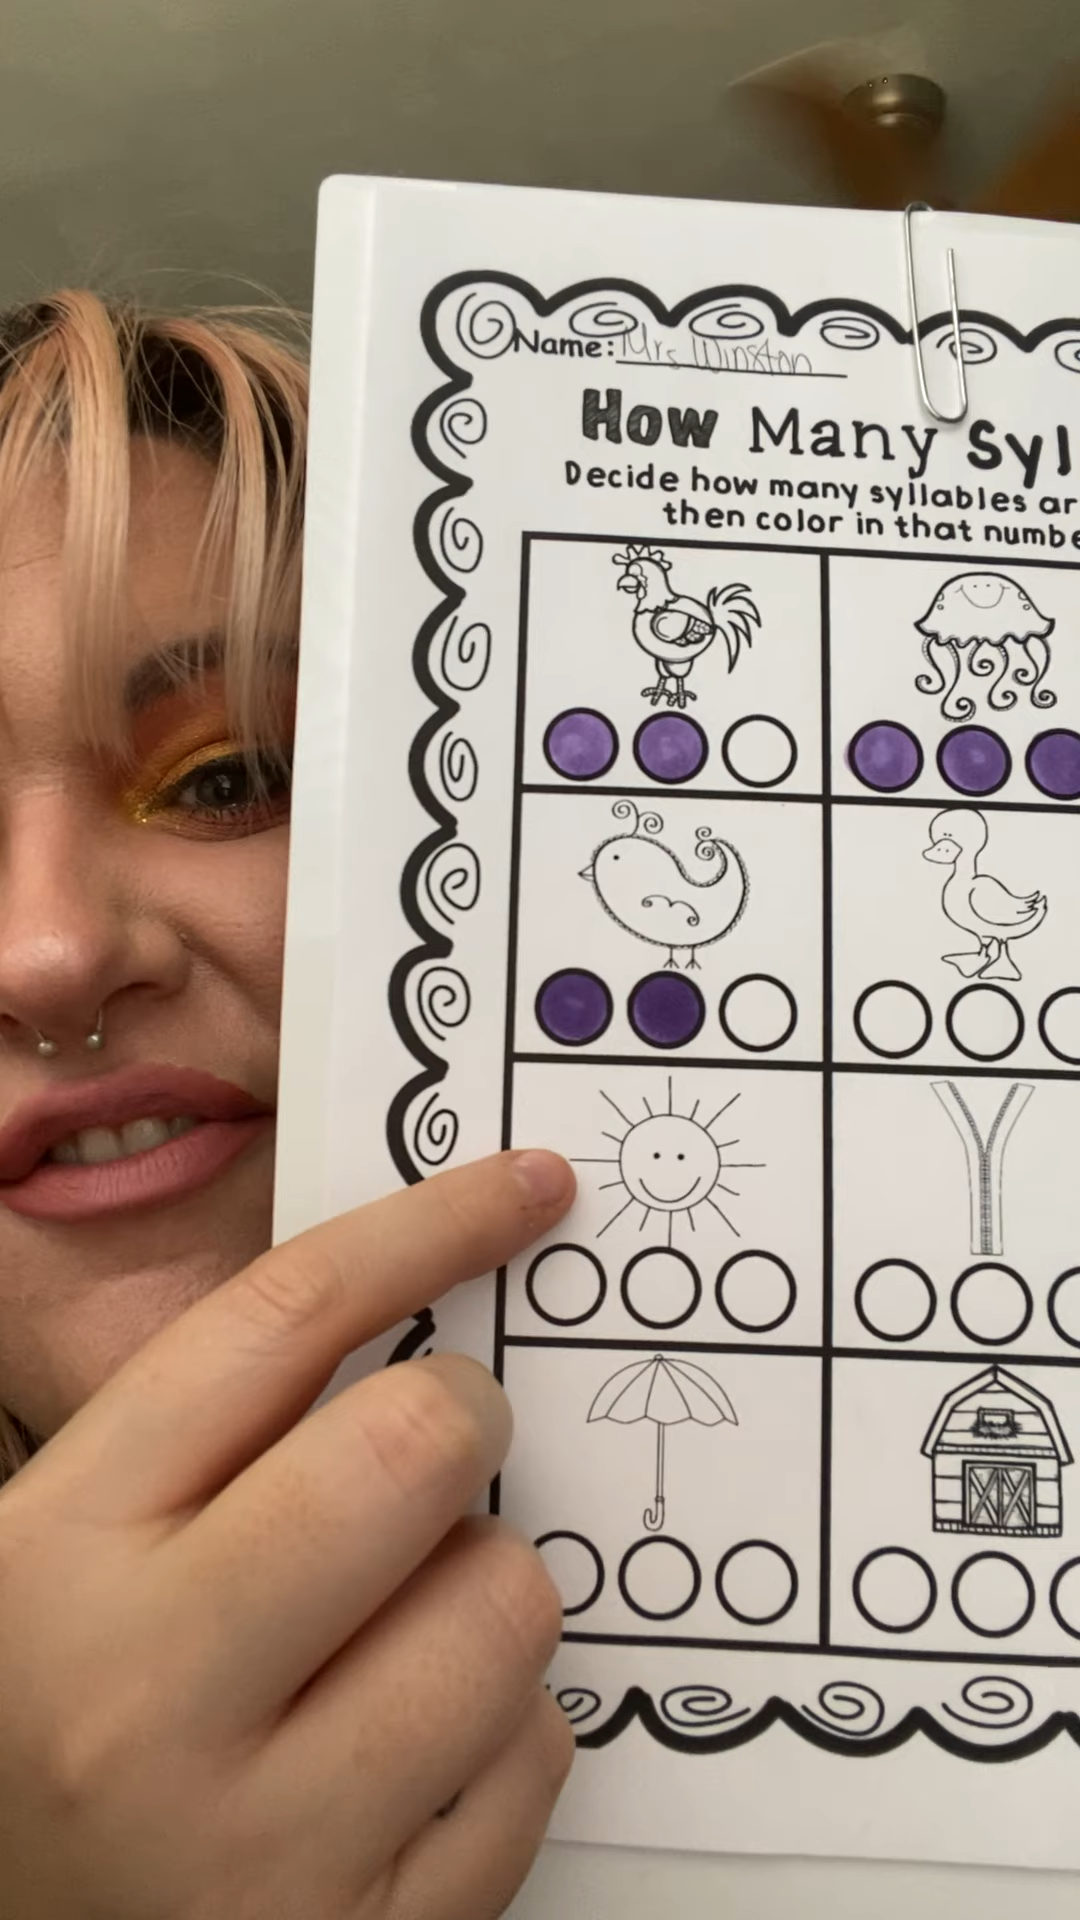 Name: Mrs Winston
How Many Syl
Decide how many syllables ar
then color in that numbe